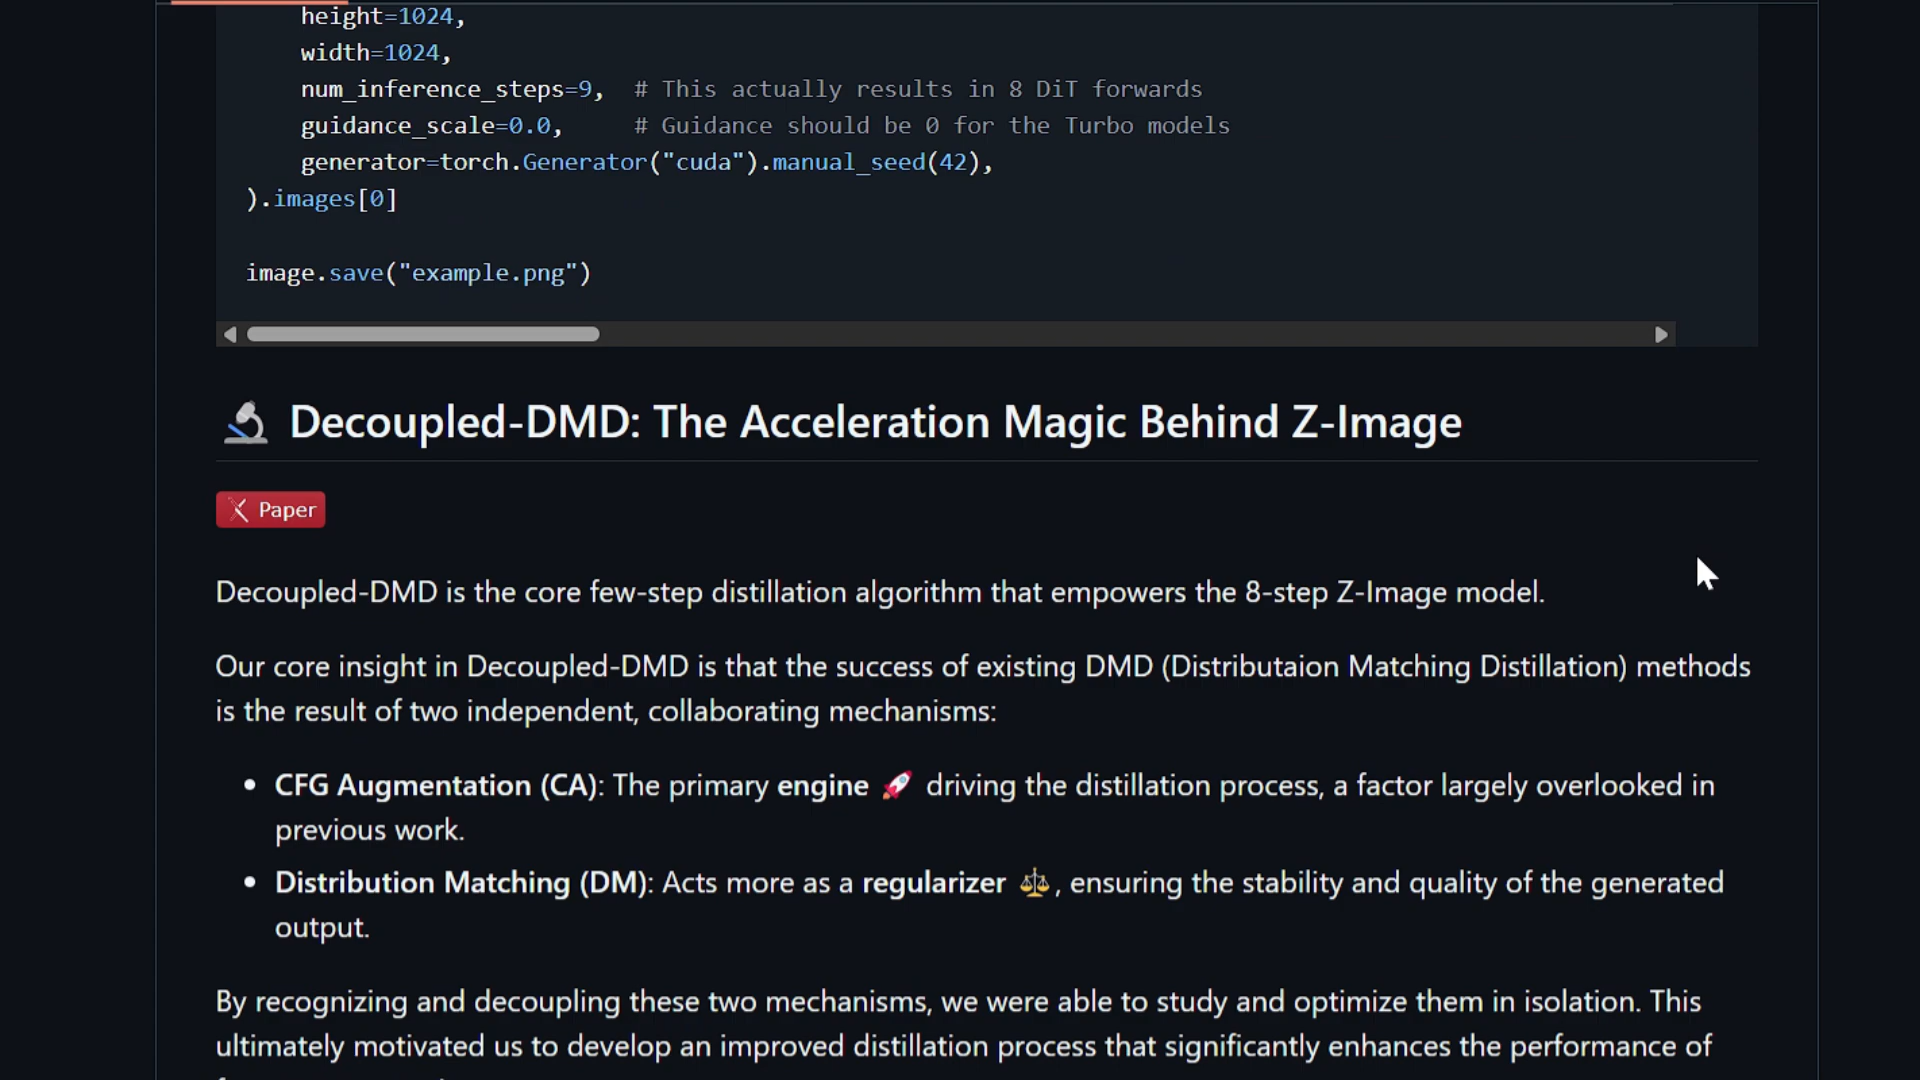 height=1024,
width=1024,
num_inference_steps=9,  # This actually results in 8 DiT forwards
guidance_scale=0.0,     # Guidance should be 0 for the Turbo models
generator=torch.Generator("cuda").manual_seed(42),
).images[0]
image.save("example.png")
🔬 Decoupled-DMD: The Acceleration Magic Behind Z-Image
Paper
Decoupled-DMD is the core few-step distillation algorithm that empowers the 8-step Z-Image model.
Our core insight in Decoupled-DMD is that the success of existing DMD (Distributaion Matching Distillation) methods
is the result of two independent, collaborating mechanisms:
• CFG Augmentation (CA): The primary engine 🚀 driving the distillation process, a factor largely overlooked in
previous work.
• Distribution Matching (DM): Acts more as a regularizer ⚖️, ensuring the stability and quality of the generated
output.
By recognizing and decoupling these two mechanisms, we were able to study and optimize them in isolation. This
ultimately motivated us to develop an improved distillation process that significantly enhances the performance of